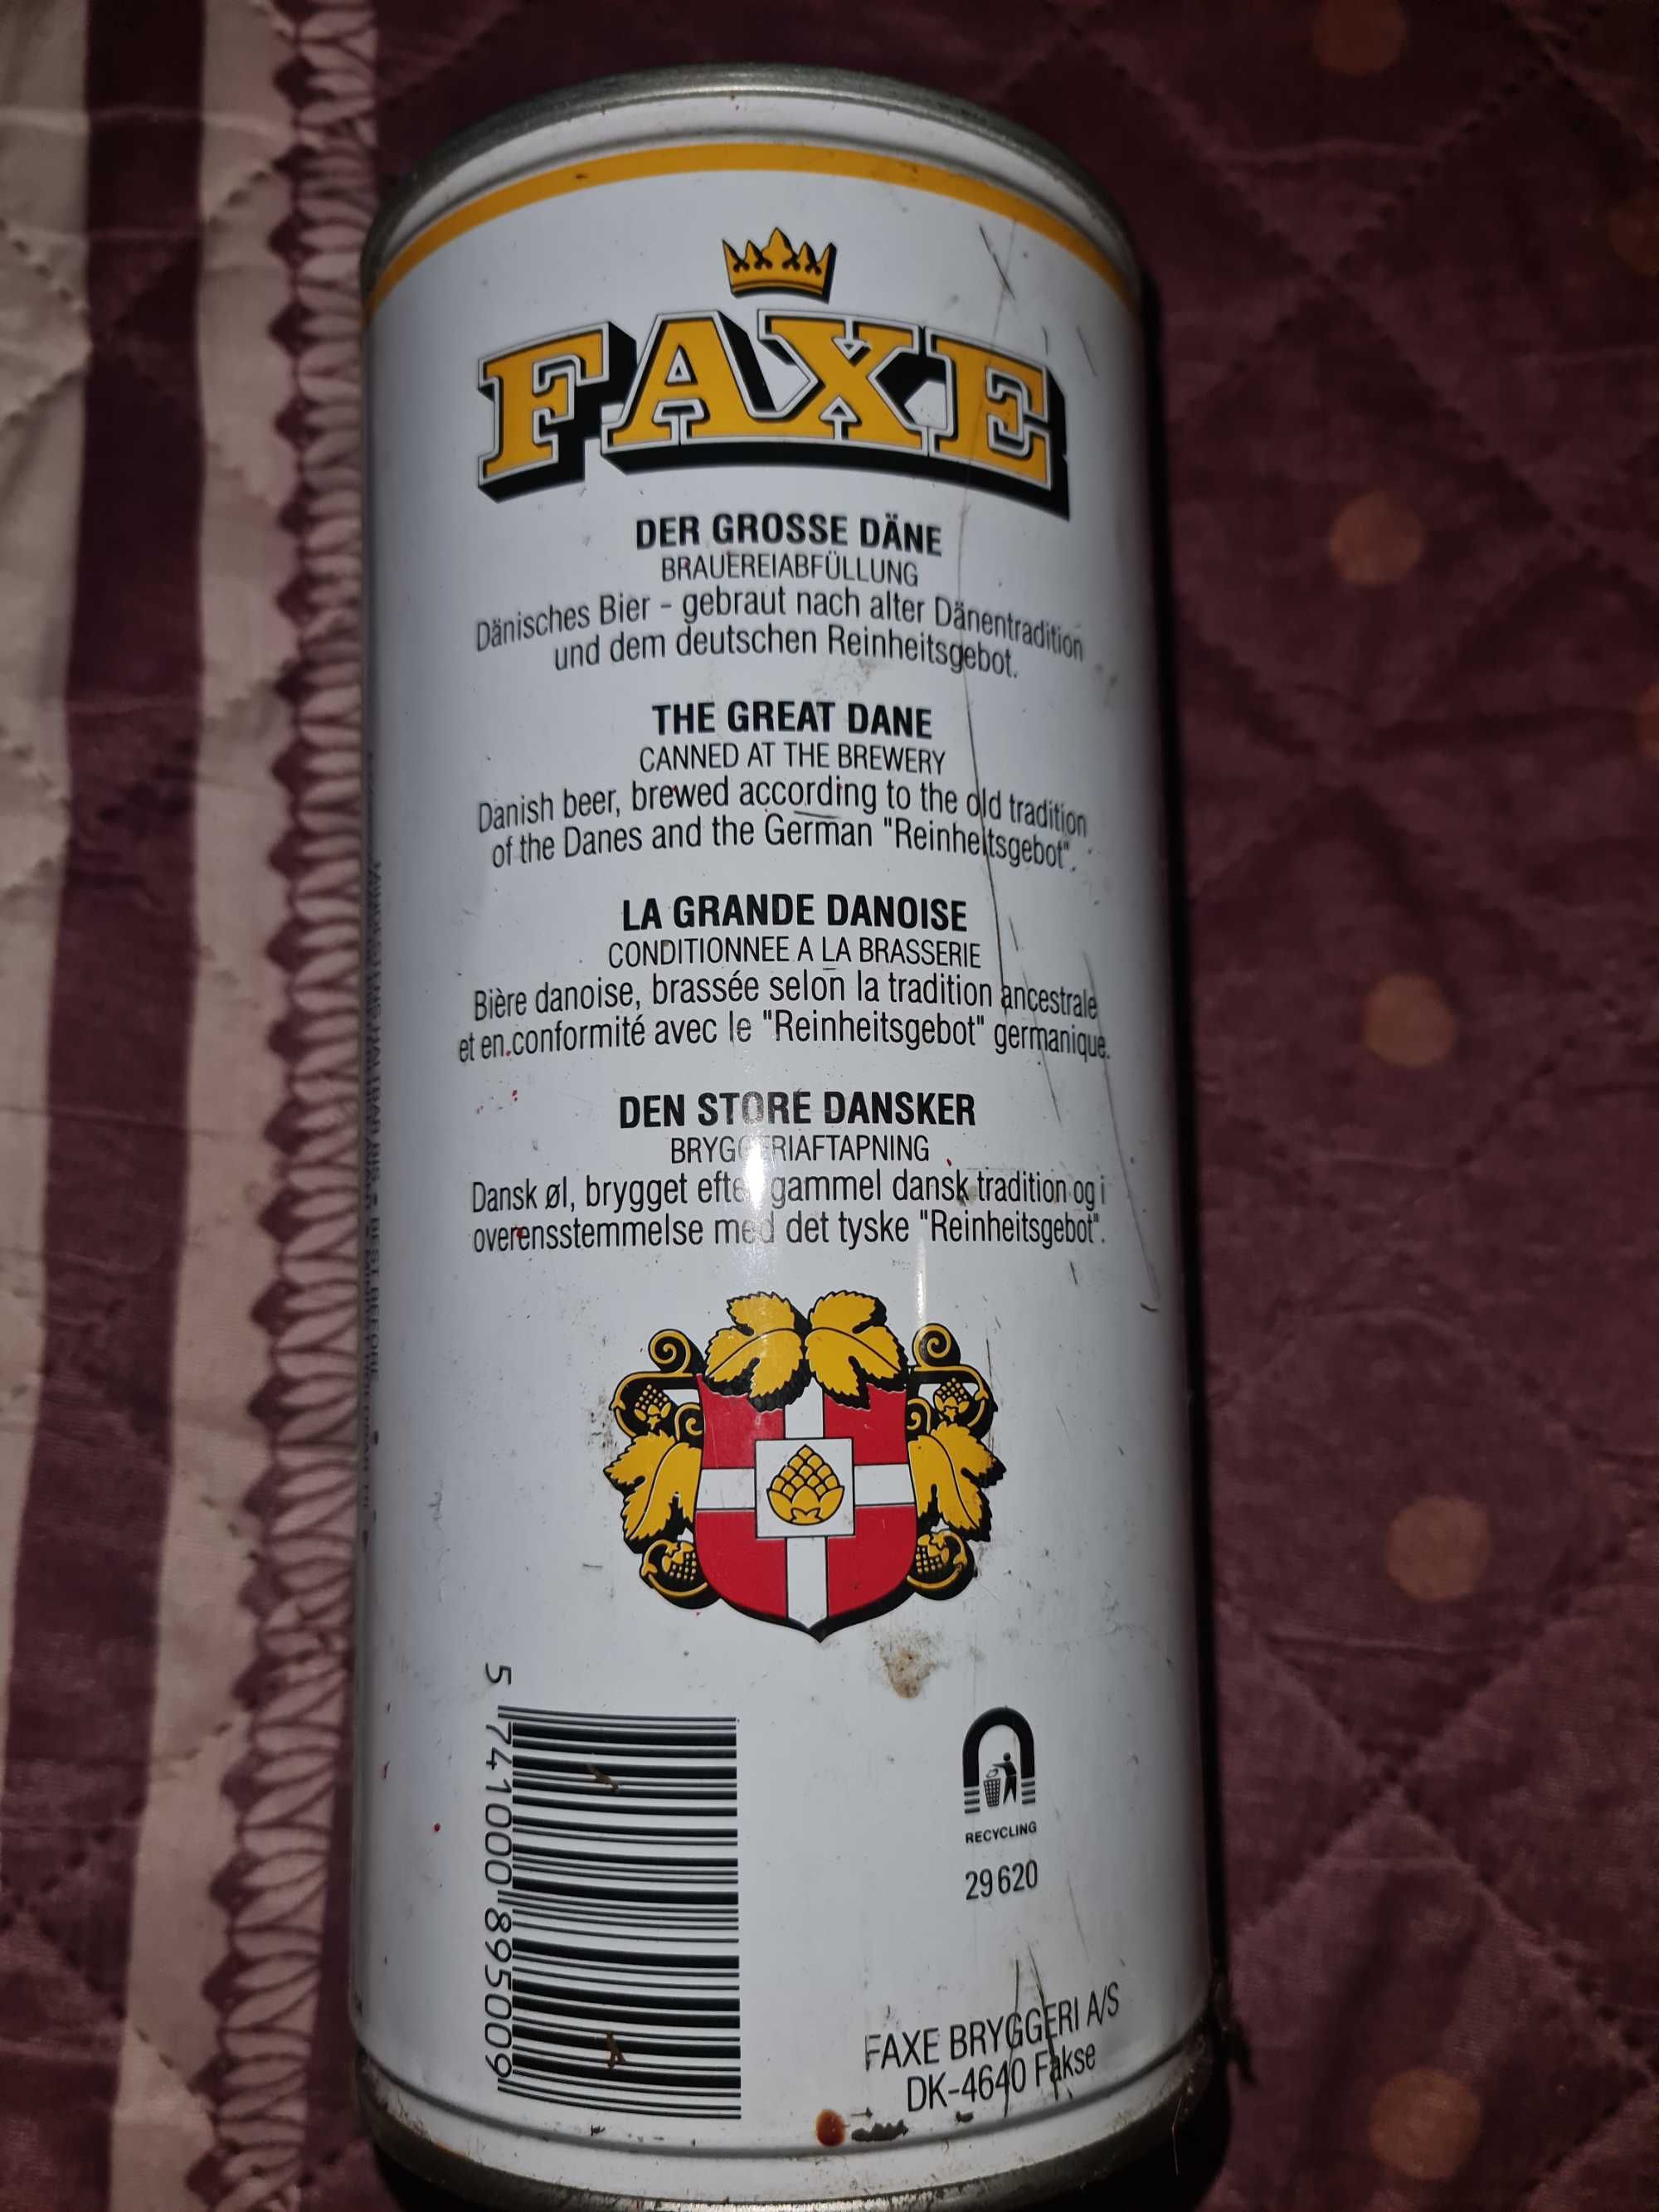 FAXE
DER GROSSE DÄNE
BRAUEREIABFÜLLUNG
Dänisches Bier - gebraut nach alter Dänentradition
und dem deutschen Reinheitsgebot.
THE GREAT DANE
CANNED AT THE BREWERY
Danish beer, brewed according to the old tradition
of the Danes and the German "Reinheitsgebot".
LA GRANDE DANOISE
CONDITIONNEE A LA BRASSERIE
Bière danoise, brassée selon la tradition ancestrale
et en conformité avec le "Reinheitsgebot" germanique.
DEN STORE DANSKER
BRYGGERIAFTAPNING
Dansk øl, brygget efter gammel dansk tradition og i
overensstemmelse med det tyske "Reinheitsgebot".
5 741000 895009
RECYCLING
29620
FAXE BRYGGERI A/S
DK-4640 Fakse